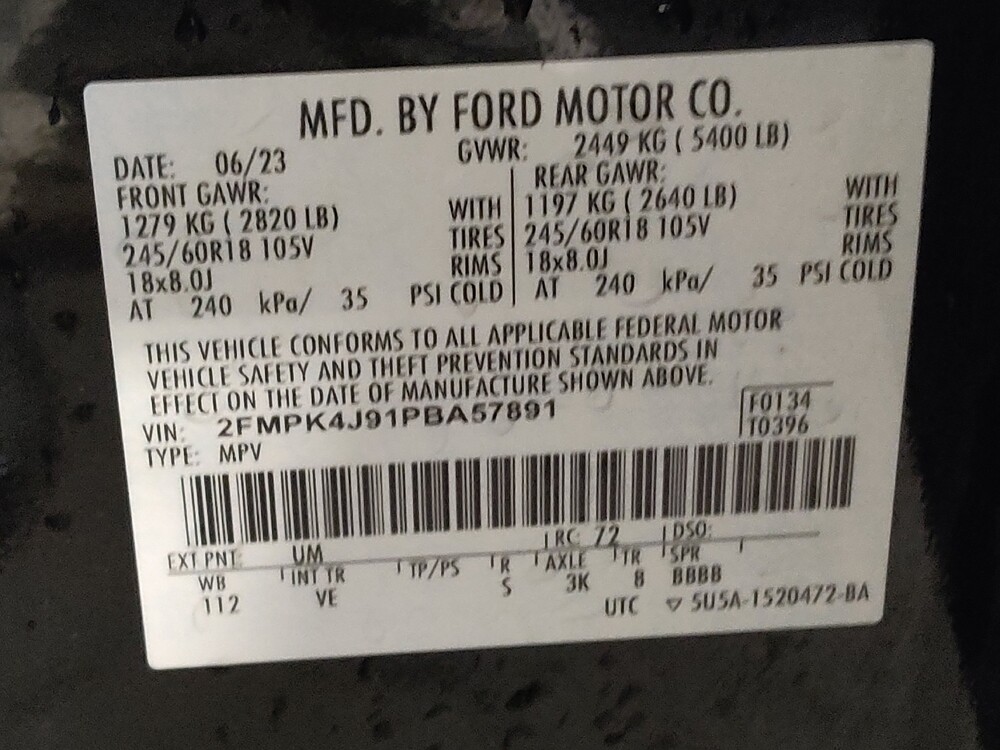 MFD. BY FORD MOTOR CO.
DATE: 06/23 GVWR: 2449 KG ( 5400 LB)
FRONT GAWR: REAR GAWR:
1279 KG ( 2820 LB) WITH 1197 KG ( 2640 LB) WITH
245/60R18 105V TIRES 245/60R18 105V TIRES
18x8.0J RIMS 18x8.0J RIMS
AT 240 kPa/ 35 PSI COLD AT 240 kPa/ 35 PSI COLD
THIS VEHICLE CONFORMS TO ALL APPLICABLE FEDERAL MOTOR
VEHICLE SAFETY AND THEFT PREVENTION STANDARDS IN
EFFECT ON THE DATE OF MANUFACTURE SHOWN ABOVE.
VIN: 2FMPK4J91PBA57891 F0134
TYPE: MPV T0396
EXT PNT: UM RC: 72 DSO:
WB INT TR TP/PS R AXLE TR SPR
112 VE S 3K 8 BBBB
UTC ▽ 5U5A-1520472-BA